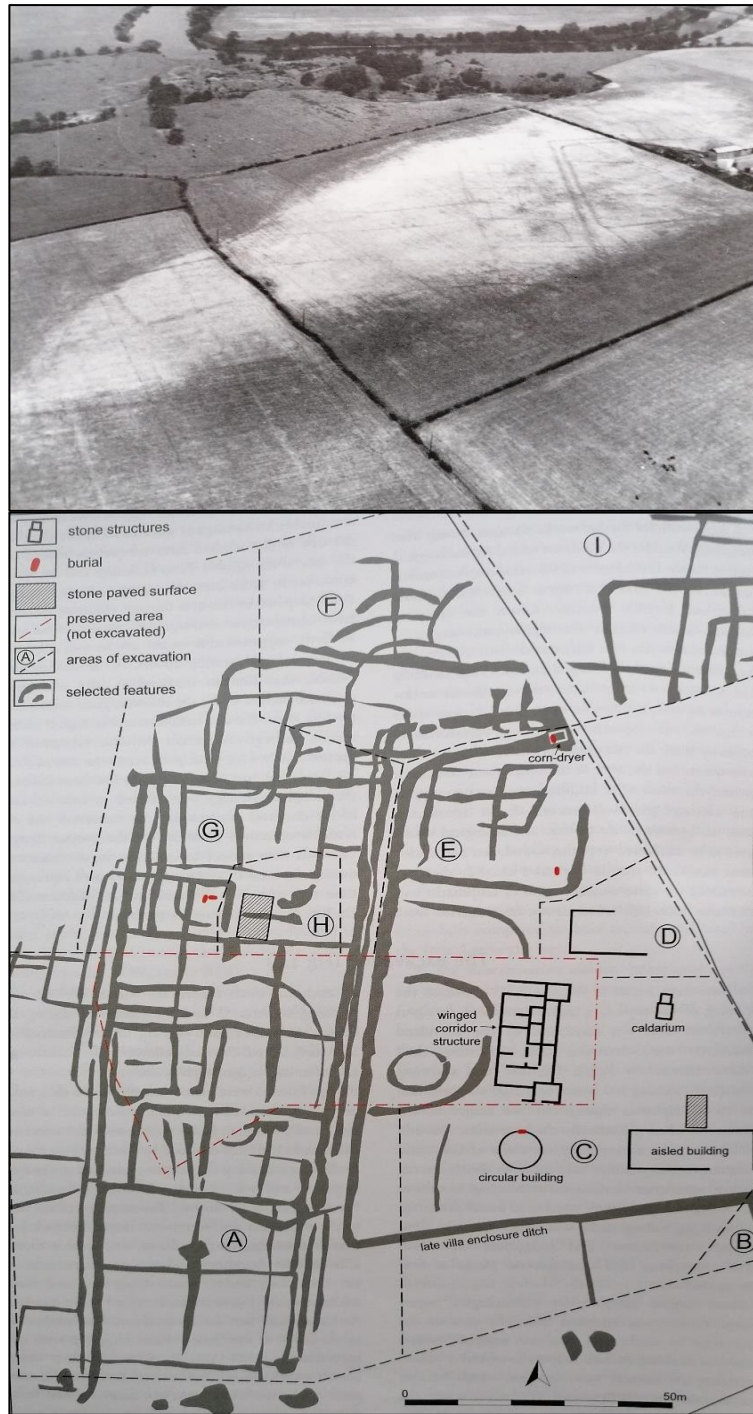 stone structures
burial
stone paved surface
preserved area
(not excavated)
A
areas of excavation
selected features
I
F
corn-dryer
G
E
H
D
winged
corridor
structure
caldarium
C
circular building
aisled building
A
late villa enclosure ditch
B
0
50m